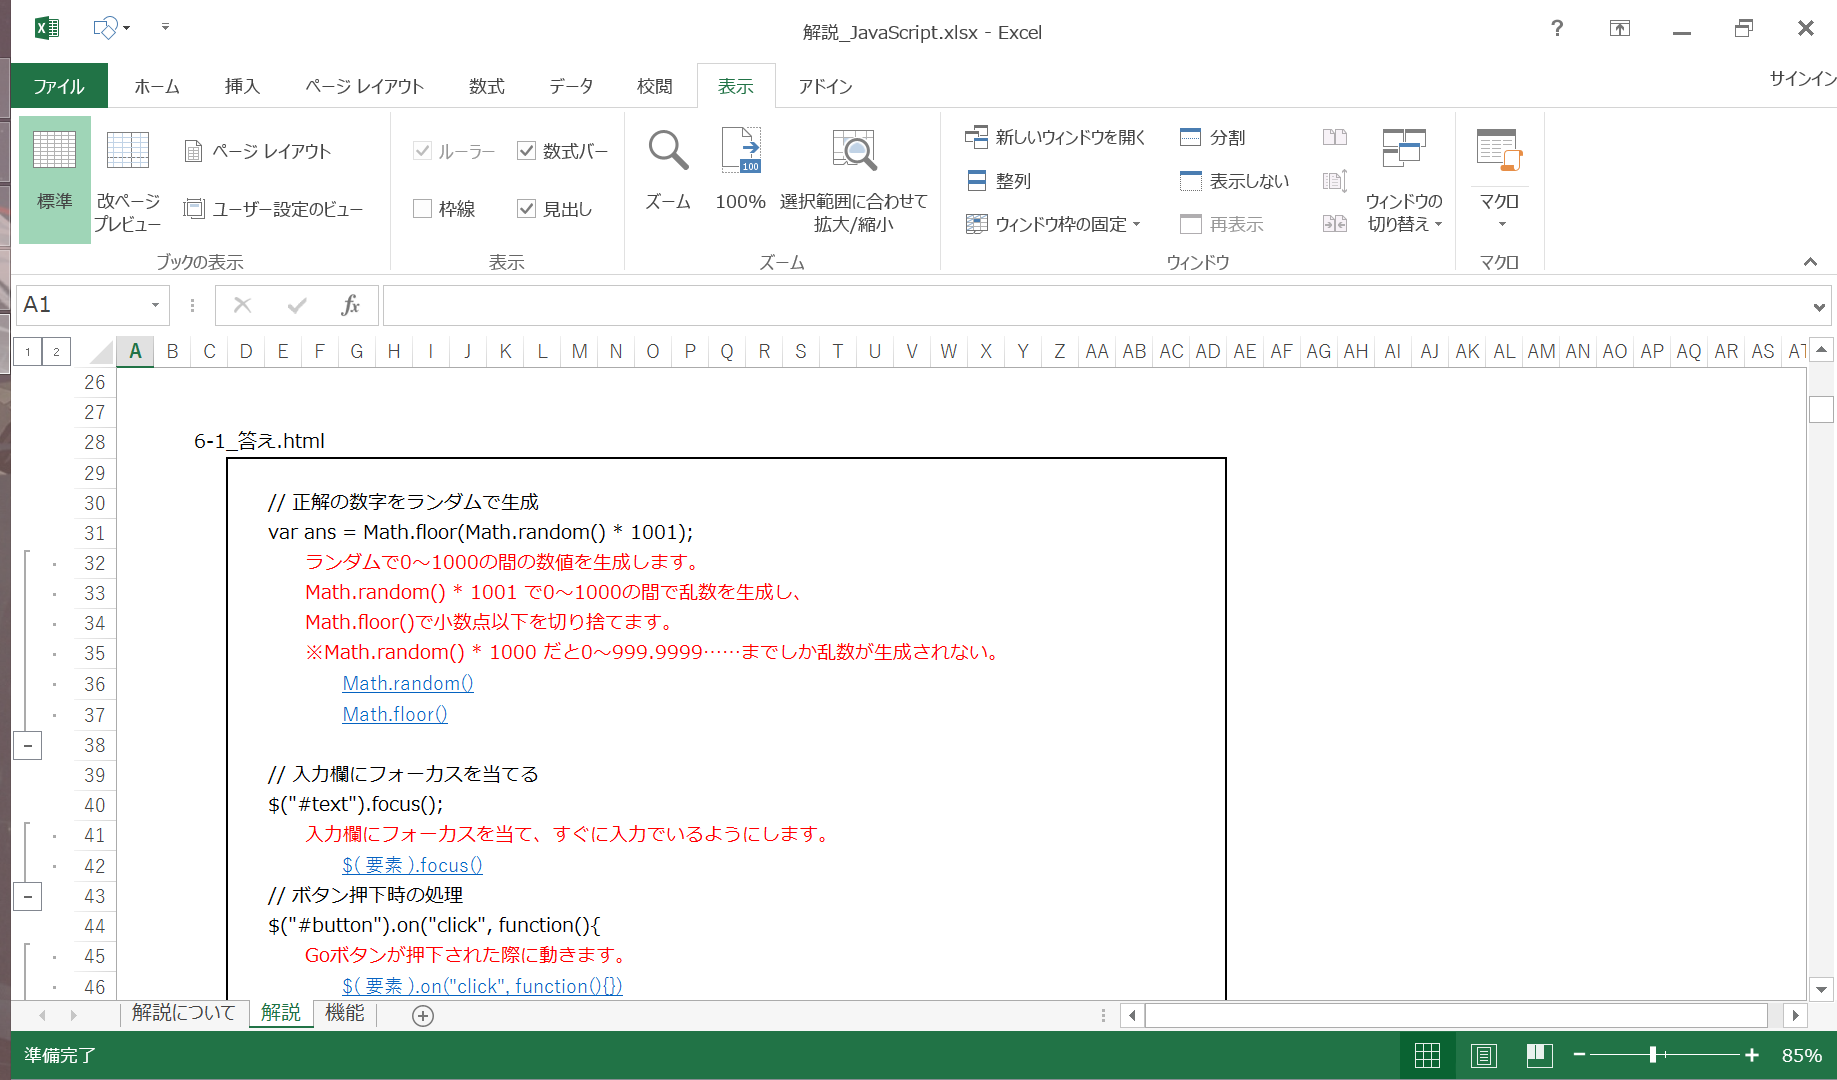 解説_JavaScript.xlsx - Excel
?
ファイル ホーム 挿入 ページ レイアウト 数式 データ 校閲 表示 アドイン サインイン
標準
改ページ
プレビュー
ページ レイアウト
ユーザー設定のビュー
ブックの表示
ルーラー
数式バー
枠線
見出し
表示
ズーム
100
100%
選択範囲に合わせて
拡大/縮小
ズーム
新しいウィンドウを開く
整列
ウィンドウ枠の固定
分割
表示しない
再表示
ウィンドウの
切り替え
ウィンドウ
マクロ
マクロ
A1
fx
1 2
A B C D E F G H I J K L M N O P Q R S T U V W X Y Z AA AB AC AD AE AF AG AH AI AJ AK AL AM AN AO AP AQ AR AS AT
26
27
28 6-1_答え.html
29
30 // 正解の数字をランダムで生成
31 var ans = Math.floor(Math.random() * 1001);
32 ランダムで0～1000の間の数値を生成します。
33 Math.random() * 1001 で0～1000の間で乱数を生成し、
34 Math.floor()で小数点以下を切り捨てます。
35 ※Math.random() * 1000 だと0～999.9999……までしか乱数が生成されない。
36 Math.random()
37 Math.floor()
38
39 // 入力欄にフォーカスを当てる
40 $("#text").focus();
41 入力欄にフォーカスを当て、すぐに入力でいるようにします。
42 $( 要素 ).focus()
43 // ボタン押下時の処理
44 $("#button").on("click", function(){
45 Goボタンが押下された際に動きます。
46 $( 要素 ).on("click", function(){})
解説について 解説 機能
準備完了
85%